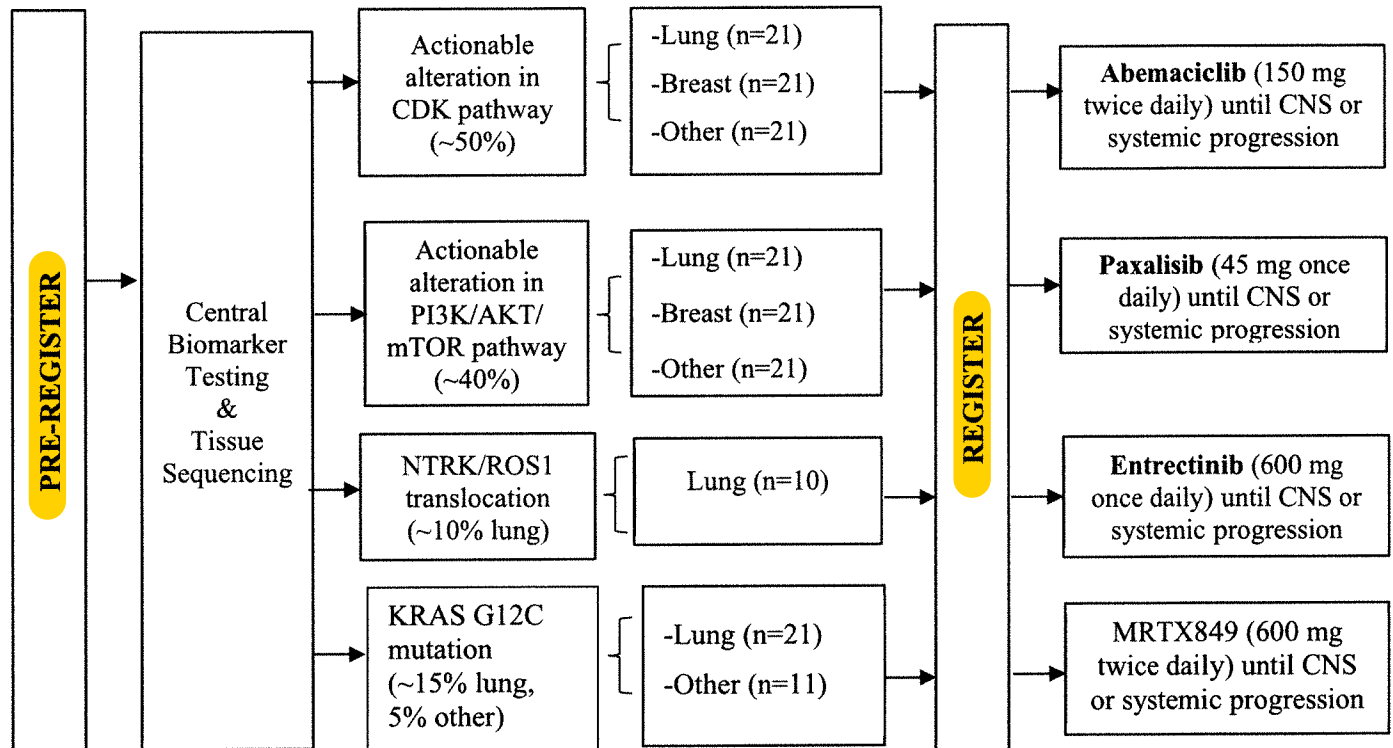 PRE-REGISTER
Central
Biomarker
Testing
&
Tissue
Sequencing
Actionable
alteration in
CDK pathway
(~50%)
-Lung (n=21)
-Breast (n=21)
-Other (n=21)
Actionable
alteration in
PI3K/AKT/
mTOR pathway
(~40%)
-Lung (n=21)
-Breast (n=21)
-Other (n=21)
NTRK/ROS1
translocation
(~10% lung)
Lung (n=10)
KRAS G12C
mutation
(~15% lung,
5% other)
-Lung (n=21)
-Other (n=11)
REGISTER
Abemaciclib (150 mg
twice daily) until CNS or
systemic progression
Paxalisib (45 mg once
daily) until CNS or
systemic progression
Entrectinib (600 mg
once daily) until CNS or
systemic progression
MRTX849 (600 mg
twice daily) until CNS
or systemic progression